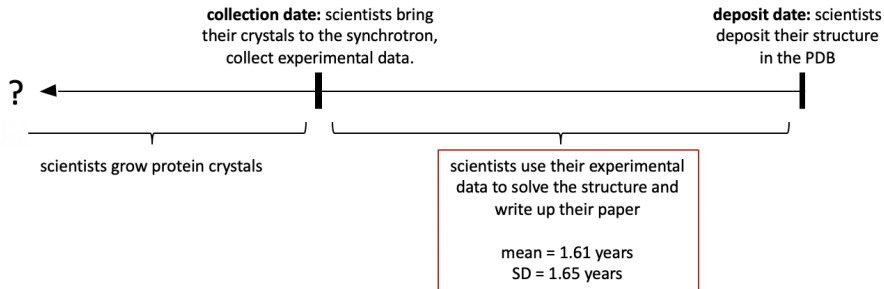 collection date: scientists bring
their crystals to the synchrotron,
collect experimental data.
deposit date: scientists
deposit their structure
in the PDB
?
scientists grow protein crystals
scientists use their experimental
data to solve the structure and
write up their paper
mean = 1.61 years
SD = 1.65 years